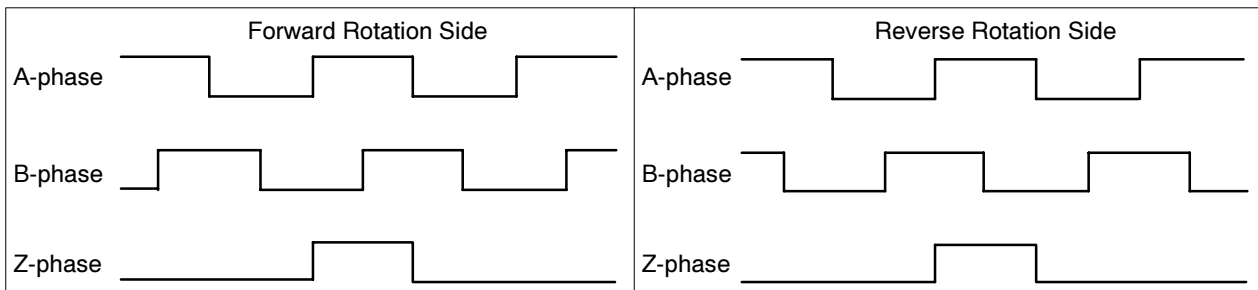 Forward Rotation Side
A-phase
B-phase
Z-phase
Reverse Rotation Side
A-phase
B-phase
Z-phase